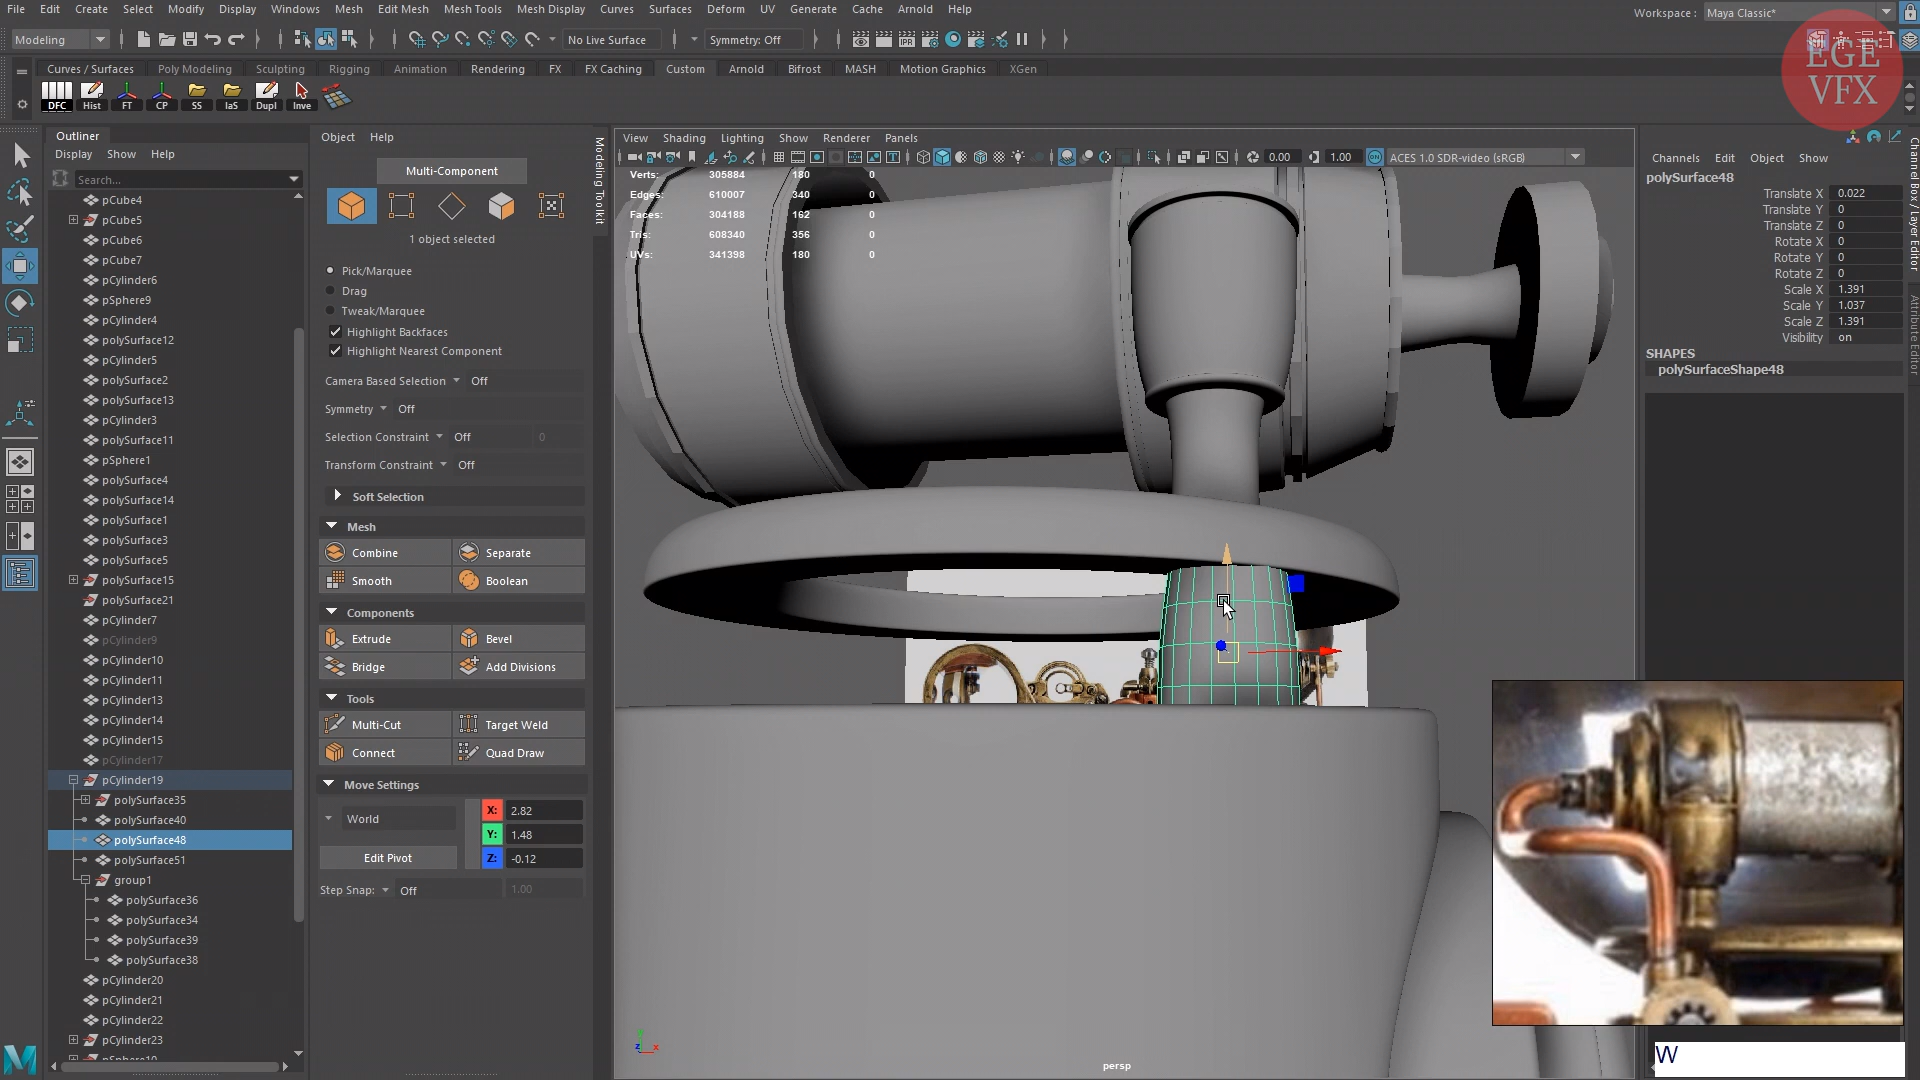 File Edit Create Select Modify Display Windows Mesh Edit Mesh Mesh Tools Mesh Display Curves Surfaces Deform UV Generate Cache Arnold Help
Workspace : Maya Classic*
Modeling No Live Surface Symmetry: Off
EGE
VFX
Curves / Surfaces Poly Modeling Sculpting Rigging Animation Rendering FX FX Caching Custom Arnold Bifrost MASH Motion Graphics XGen
DFC Hist FT CP SS IaS Dupl Inve
Outliner
Display Show Help
Search...
pCube4
pCube5
pCube6
pCube7
pCylinder6
pSphere9
pCylinder4
polySurface12
pCylinder5
polySurface2
polySurface13
pCylinder3
polySurface11
pSphere1
polySurface4
polySurface14
polySurface1
polySurface3
polySurface5
polySurface15
polySurface21
pCylinder7
pCylinder9
pCylinder10
pCylinder11
pCylinder13
pCylinder14
pCylinder15
pCylinder17
pCylinder19
polySurface35
polySurface40
polySurface48
polySurface51
group1
polySurface36
polySurface34
polySurface39
polySurface38
pCylinder20
pCylinder21
pCylinder22
pCylinder23
pSphere10
Object Help
Multi-Component
1 object selected
Pick/Marquee
Drag
Tweak/Marquee
Highlight Backfaces
Highlight Nearest Component
Camera Based Selection Off
Symmetry Off
Selection Constraint Off 0
Transform Constraint Off
Soft Selection
Mesh
Combine Separate
Smooth Boolean
Components
Extrude Bevel
Bridge Add Divisions
Tools
Multi-Cut Target Weld
Connect Quad Draw
Move Settings
World
X: 2.82
Y: 1.48
Edit Pivot
Z: -0.12
Step Snap: Off 1.00
Modeling Toolkit
View Shading Lighting Show Renderer Panels
0.00 1.00 ACES 1.0 SDR-video (sRGB)
Verts: 305884 180 0
Edges: 610007 340 0
Faces: 304188 162 0
Tris: 608340 356 0
UVs: 341398 180 0
persp
Channels Edit Object Show
polySurface48
Translate X 0.022
Translate Y 0
Translate Z 0
Rotate X 0
Rotate Y 0
Rotate Z 0
Scale X 1.391
Scale Y 1.037
Scale Z 1.391
Visibility on
SHAPES
polySurfaceShape48
Channel Box / Layer Editor
Attribute Editor
W